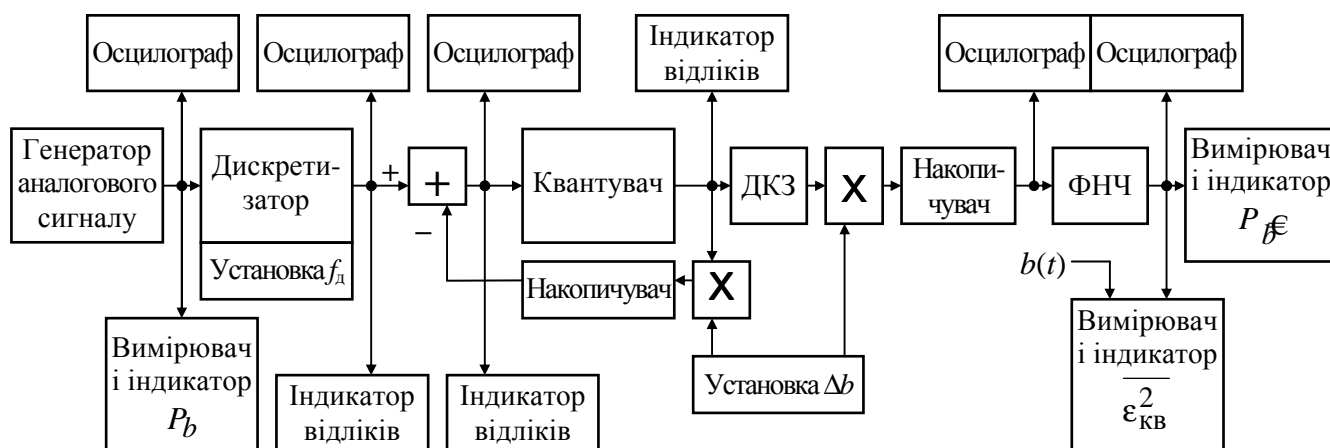 Осцилограф
Осцилограф
Осцилограф
Індикатор
відліків
Осцилограф
Осцилограф
Генератор
аналогового
сигналу
Дискрети-
затор
Установка fд
+
−
+
Квантувач
ДКЗ
X
Накопи-
чувач
ФНЧ
Вимірювач
і індикатор
P b€
Накопичувач
X
b(t)
Вимірювач
і індикатор
Pb
Індикатор
відліків
Індикатор
відліків
Установка Δb
Вимірювач
і індикатор
ε²кв